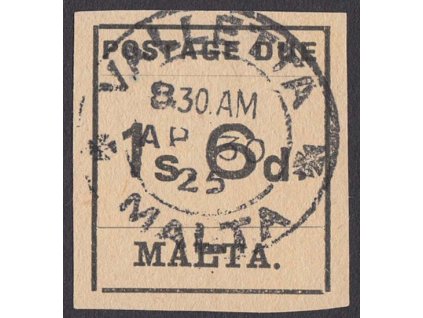 POSTAGE DUE
VALLETTA
8.30.AM
1s 6d
AP 30
25
MALTA
MALTA.